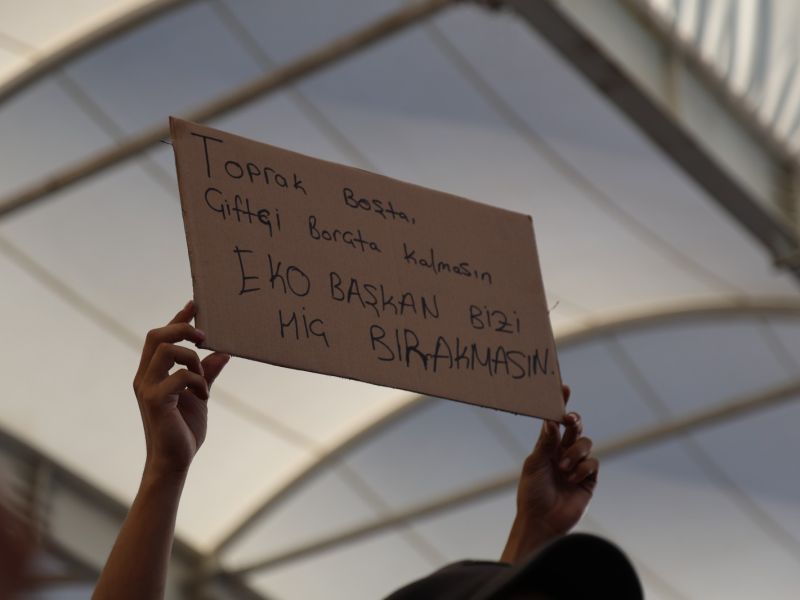 Toprak Boşta,
Çiftçi Borçta Kalmasın
EKO BAŞKAN BİZİ
HİÇ BIRAKMASIN.